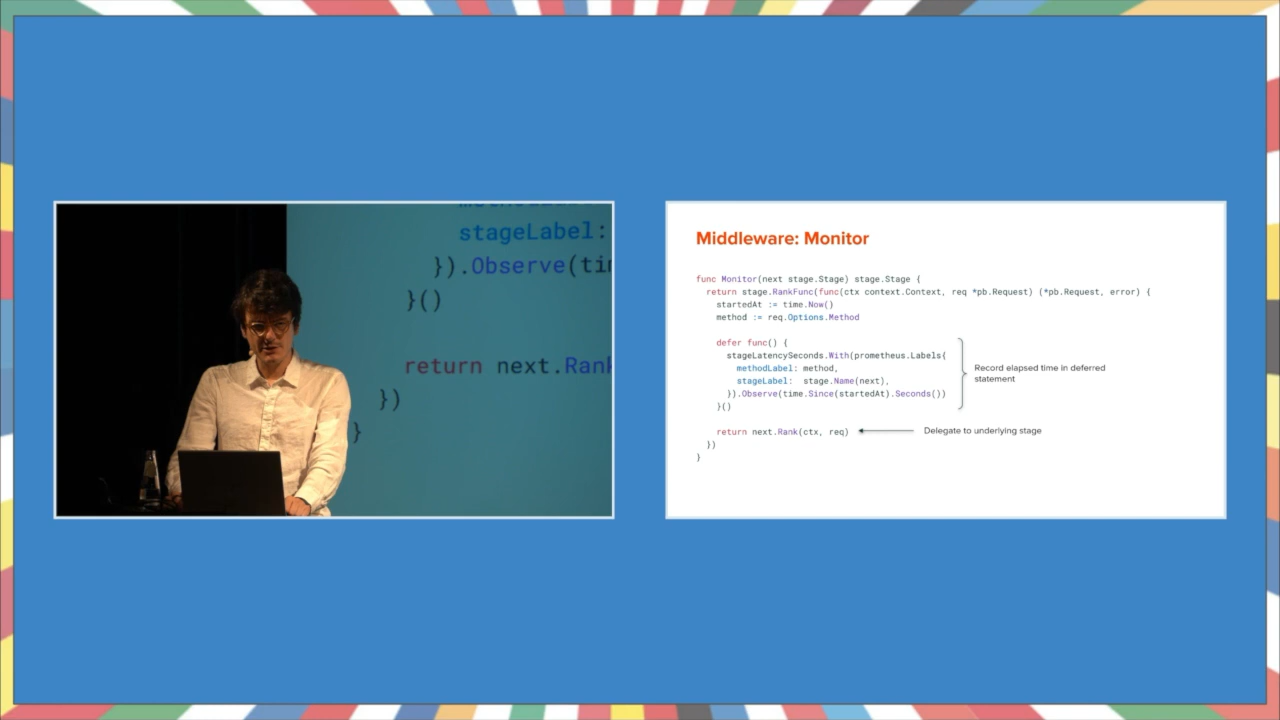 stageLabel:
}).Observe(tim
}()
return next.Rank
})
}
Middleware: Monitor
func Monitor(next stage.Stage) stage.Stage {
return stage.RankFunc(func(ctx context.Context, req *pb.Request) (*pb.Request, error) {
startedAt := time.Now()
method := req.Options.Method
defer func() {
stageLatencySeconds.With(prometheus.Labels{
methodLabel: method,
stageLabel:  stage.Name(next),
}).Observe(time.Since(startedAt).Seconds())
}()
Record elapsed time in deferred
statement
return next.Rank(ctx, req)
Delegate to underlying stage
})
}